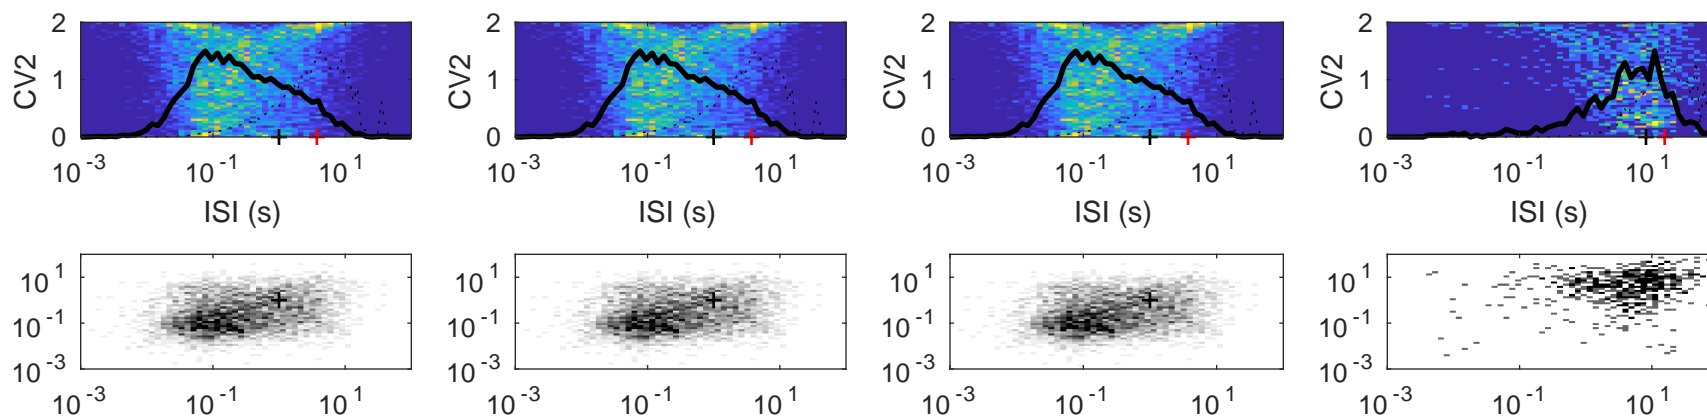 2 2 2 2
CV2 CV2 CV2 CV2
1 1 1 1
0 0 0 0
10^-3 10^-1 10^1 10^-3 10^-1 10^1 10^-3 10^-1 10^1 10^-3 10^-1 10^1
ISI (s) ISI (s) ISI (s) ISI (s)
10^1 10^1 10^1 10^1
10^-1 10^-1 10^-1 10^-1
10^-3 10^-3 10^-3 10^-3
10^-3 10^-1 10^1 10^-3 10^-1 10^1 10^-3 10^-1 10^1 10^-3 10^-1 10^1